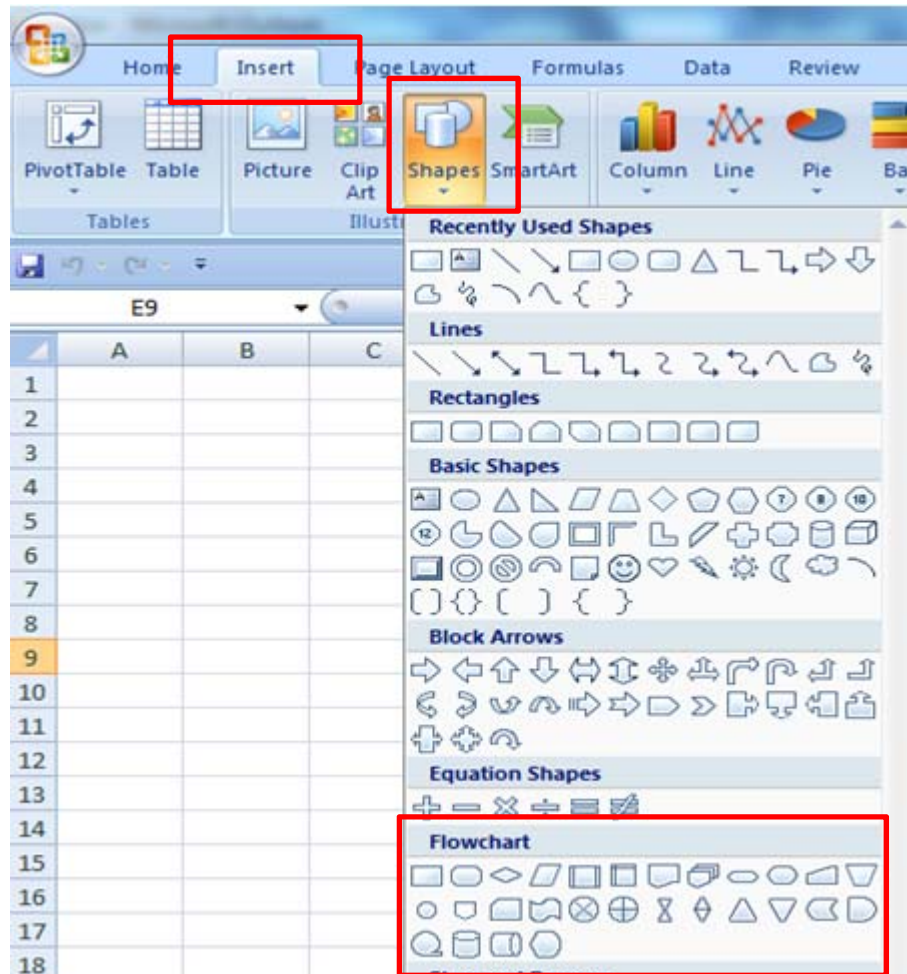 Home Insert Page Layout Formulas Data Review
PivotTable Table Picture Clip Art Shapes SmartArt Column Line Pie Ba
Tables Illust
Recently Used Shapes
E9
Lines
A B C
1
Rectangles
2
3
Basic Shapes
4
5
6
7
8
Block Arrows
9
10
11
12
Equation Shapes
13
14
Flowchart
15
16
17
18